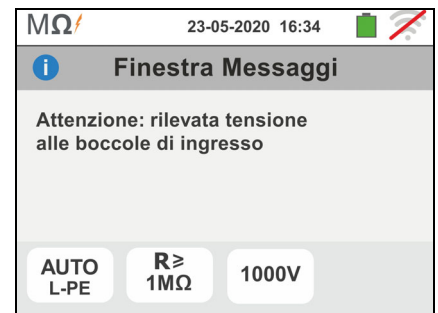 MΩ 23-05-2020 16:34
i Finestra Messaggi
Attenzione: rilevata tensione
alle boccole di ingresso
AUTO
L-PE
R≥
1MΩ
1000V